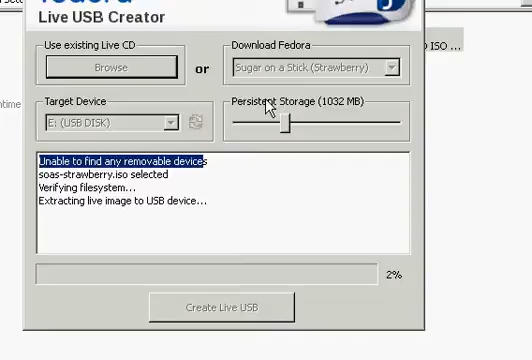 Live USB Creator
Use existing Live CD
Browse
or
Download Fedora
Sugar on a Stick (Strawberry)
ISO ...
Target Device
E: (USB DISK)
Persistent Storage (1032 MB)
Unable to find any removable devices
soas-strawberry.iso selected
Verifying filesystem...
Extracting live image to USB device...
2%
Create Live USB